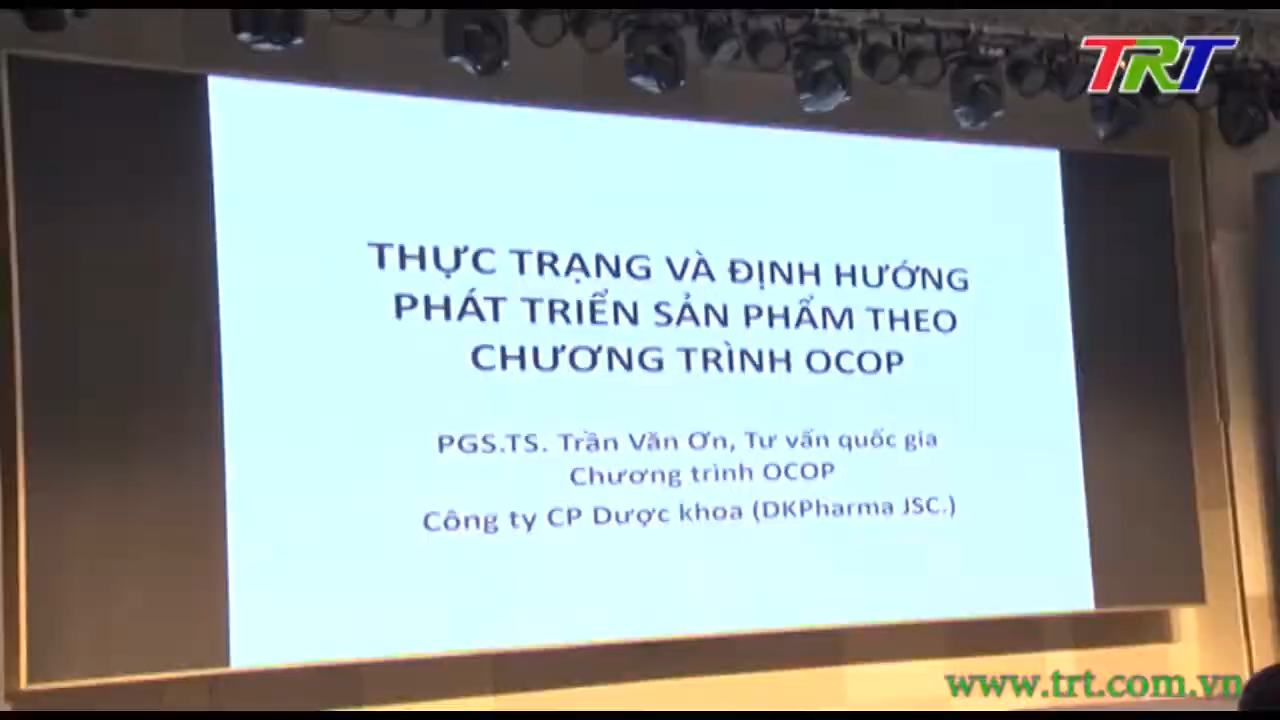 TRT
THỰC TRẠNG VÀ ĐỊNH HƯỚNG
PHÁT TRIỂN SẢN PHẨM THEO
CHƯƠNG TRÌNH OCOP
PGS.TS. Trần Văn Ơn, Tư vấn quốc gia
Chương trình OCOP
Công ty CP Dược khoa (DKPharma JSC.)
www.trt.com.vn